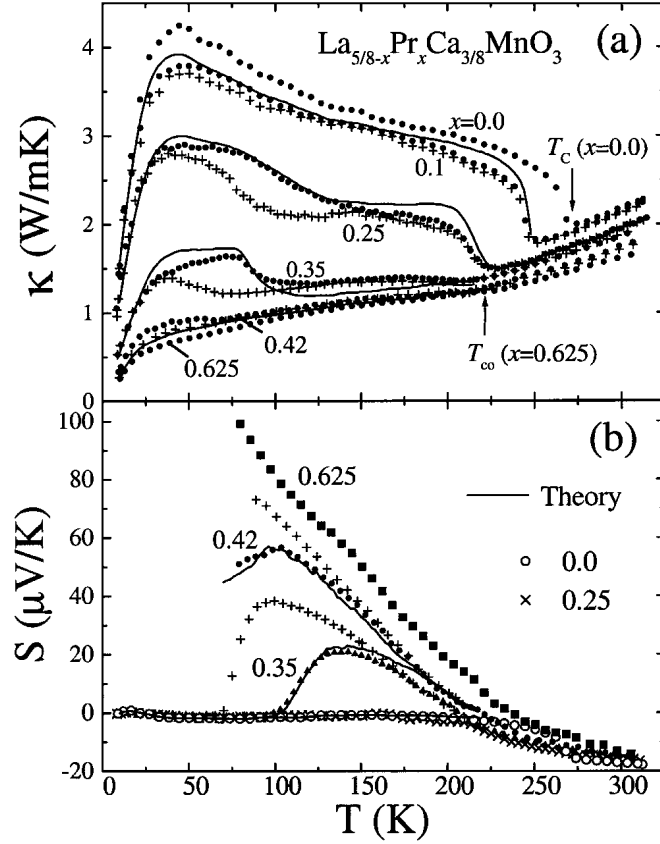 (a)
La5/8-xPrxCa3/8MnO3
κ (W/mK)
4
3
2
1
0
x=0.0
0.1
TC (x=0.0)
0.25
0.35
0.42
0.625
Tco (x=0.625)
(b)
S (μV/K)
100
80
60
40
20
0
-20
0.625
0.42
0.35
Theory
0.0
0.25
0 50 100 150 200 250 300
T (K)